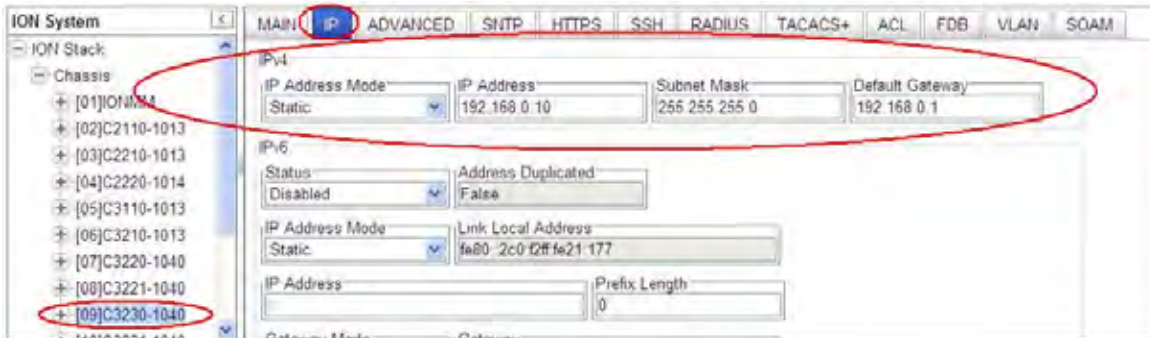 ION System <
MAIN IP ADVANCED SNTP HTTPS SSH RADIUS TACACS+ ACL FDB VLAN SOAM
ION Stack
Chassis
[01]IONMM
[02]C2110-1013
[03]C2210-1013
[04]C2220-1014
[05]C3110-1013
[06]C3210-1013
[07]C3220-1040
[08]C3221-1040
[09]C3230-1040
IPv4
IP Address Mode IP Address Subnet Mask Default Gateway
Static 192.168.0.10 255.255.255.0 192.168.0.1
IPv6
Status Address Duplicated
Disabled False
IP Address Mode Link Local Address
Static fe80::2c0:f2ff:fe21:177
IP Address Prefix Length
0
Gateway Mode Gateway